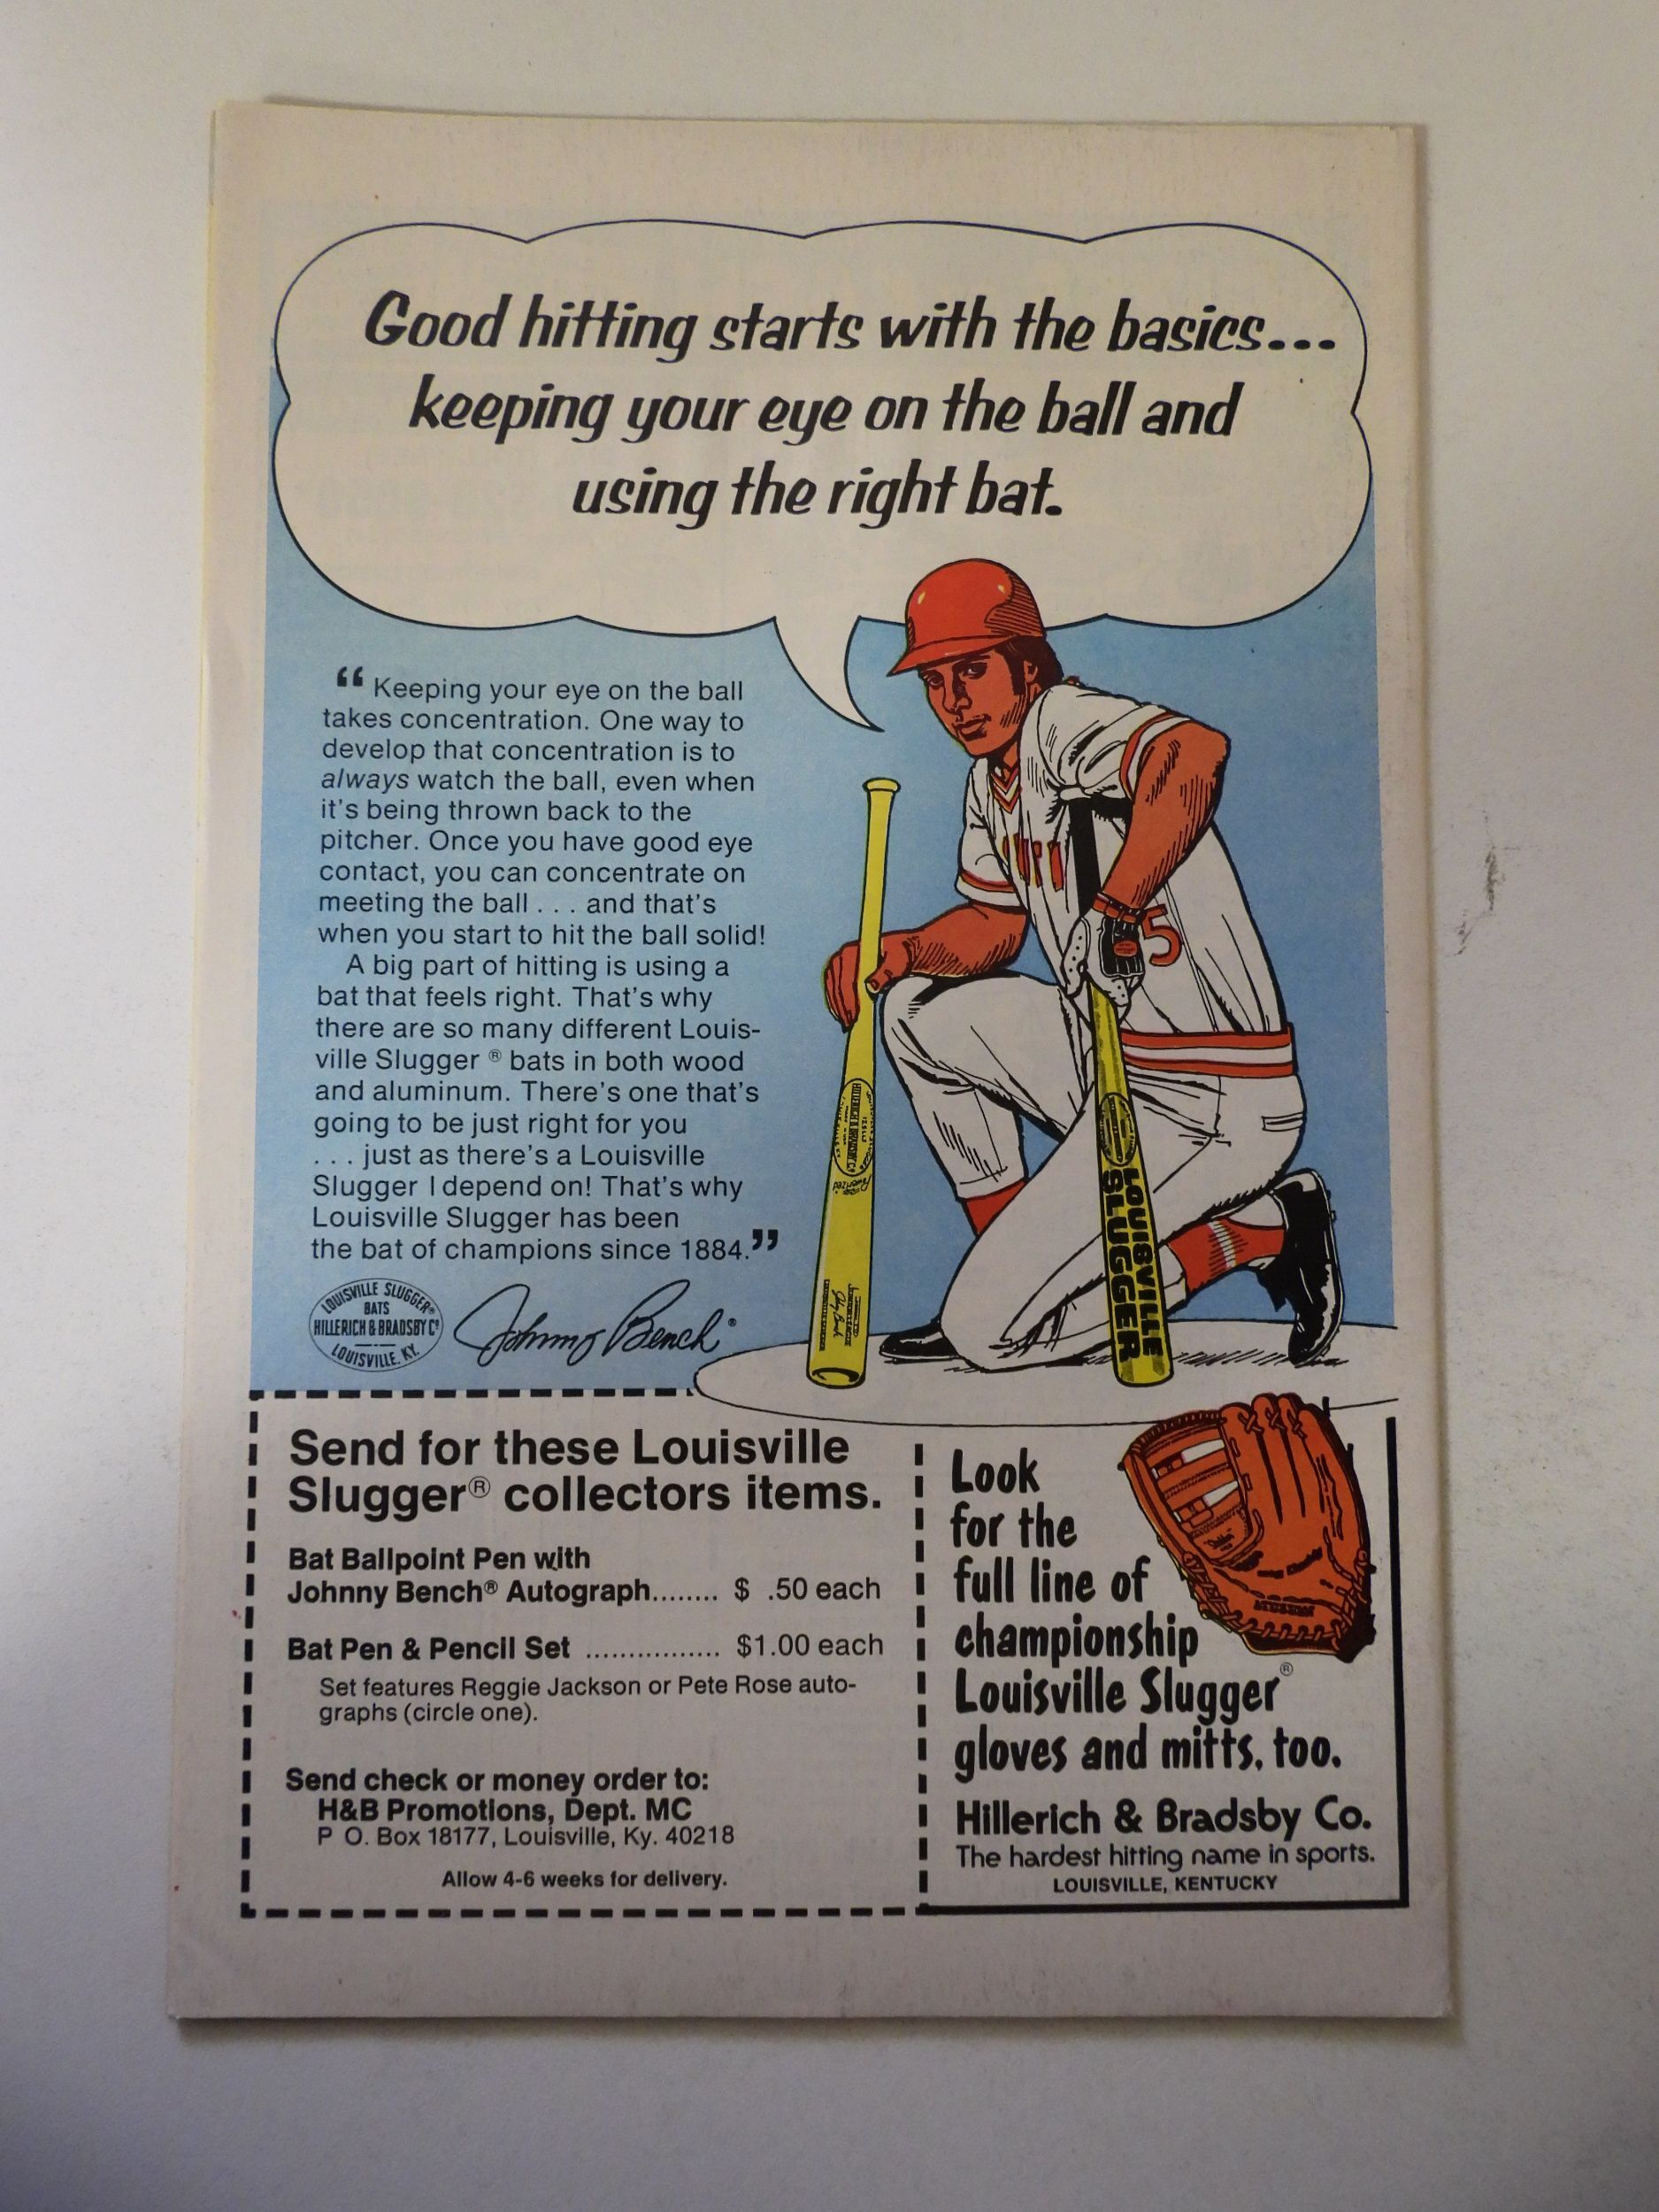 Good hitting starts with the basics...
keeping your eye on the ball and
using the right bat.
“Keeping your eye on the ball
takes concentration. One way to
develop that concentration is to
always watch the ball, even when
it's being thrown back to the
pitcher. Once you have good eye
contact, you can concentrate on
meeting the ball . . . and that's
when you start to hit the ball solid!
A big part of hitting is using a
bat that feels right. That's why
there are so many different Louis-
ville Slugger ® bats in both wood
and aluminum. There's one that's
going to be just right for you
. . . just as there's a Louisville
Slugger I depend on! That's why
Louisville Slugger has been
the bat of champions since 1884.”
LOUISVILLE SLUGGER®
BATS
HILLERICH & BRADSBY Cº
LOUISVILLE, KY.
Johnny Bench®
5
HILLERICH & BRADSBY Cº
LOUISVILLE
SLUGGER
Send for these Louisville
Slugger® collectors items.
Bat Ballpoint Pen with
Johnny Bench® Autograph........ $ .50 each
Bat Pen & Pencil Set ................ $1.00 each
Set features Reggie Jackson or Pete Rose auto-
graphs (circle one).
Send check or money order to:
H&B Promotions, Dept. MC
P O. Box 18177, Louisville, Ky. 40218
Allow 4-6 weeks for delivery.
Look
for the
full line of
championship
Louisville Slugger®
gloves and mitts, too.
Hillerich & Bradsby Co.
The hardest hitting name in sports.
LOUISVILLE, KENTUCKY